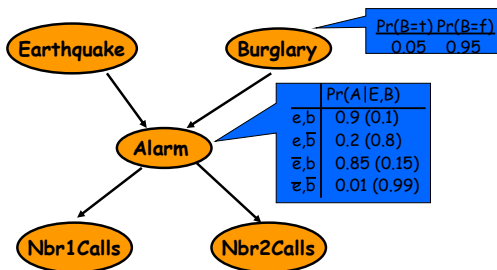 Pr(B=t) Pr(B=f)
0.05 0.95
Earthquake
Burglary
Pr(A|E,B)
e,b 0.9 (0.1)
e,b̅ 0.2 (0.8)
e̅,b 0.85 (0.15)
e̅,b̅ 0.01 (0.99)
Alarm
Nbr1Calls
Nbr2Calls